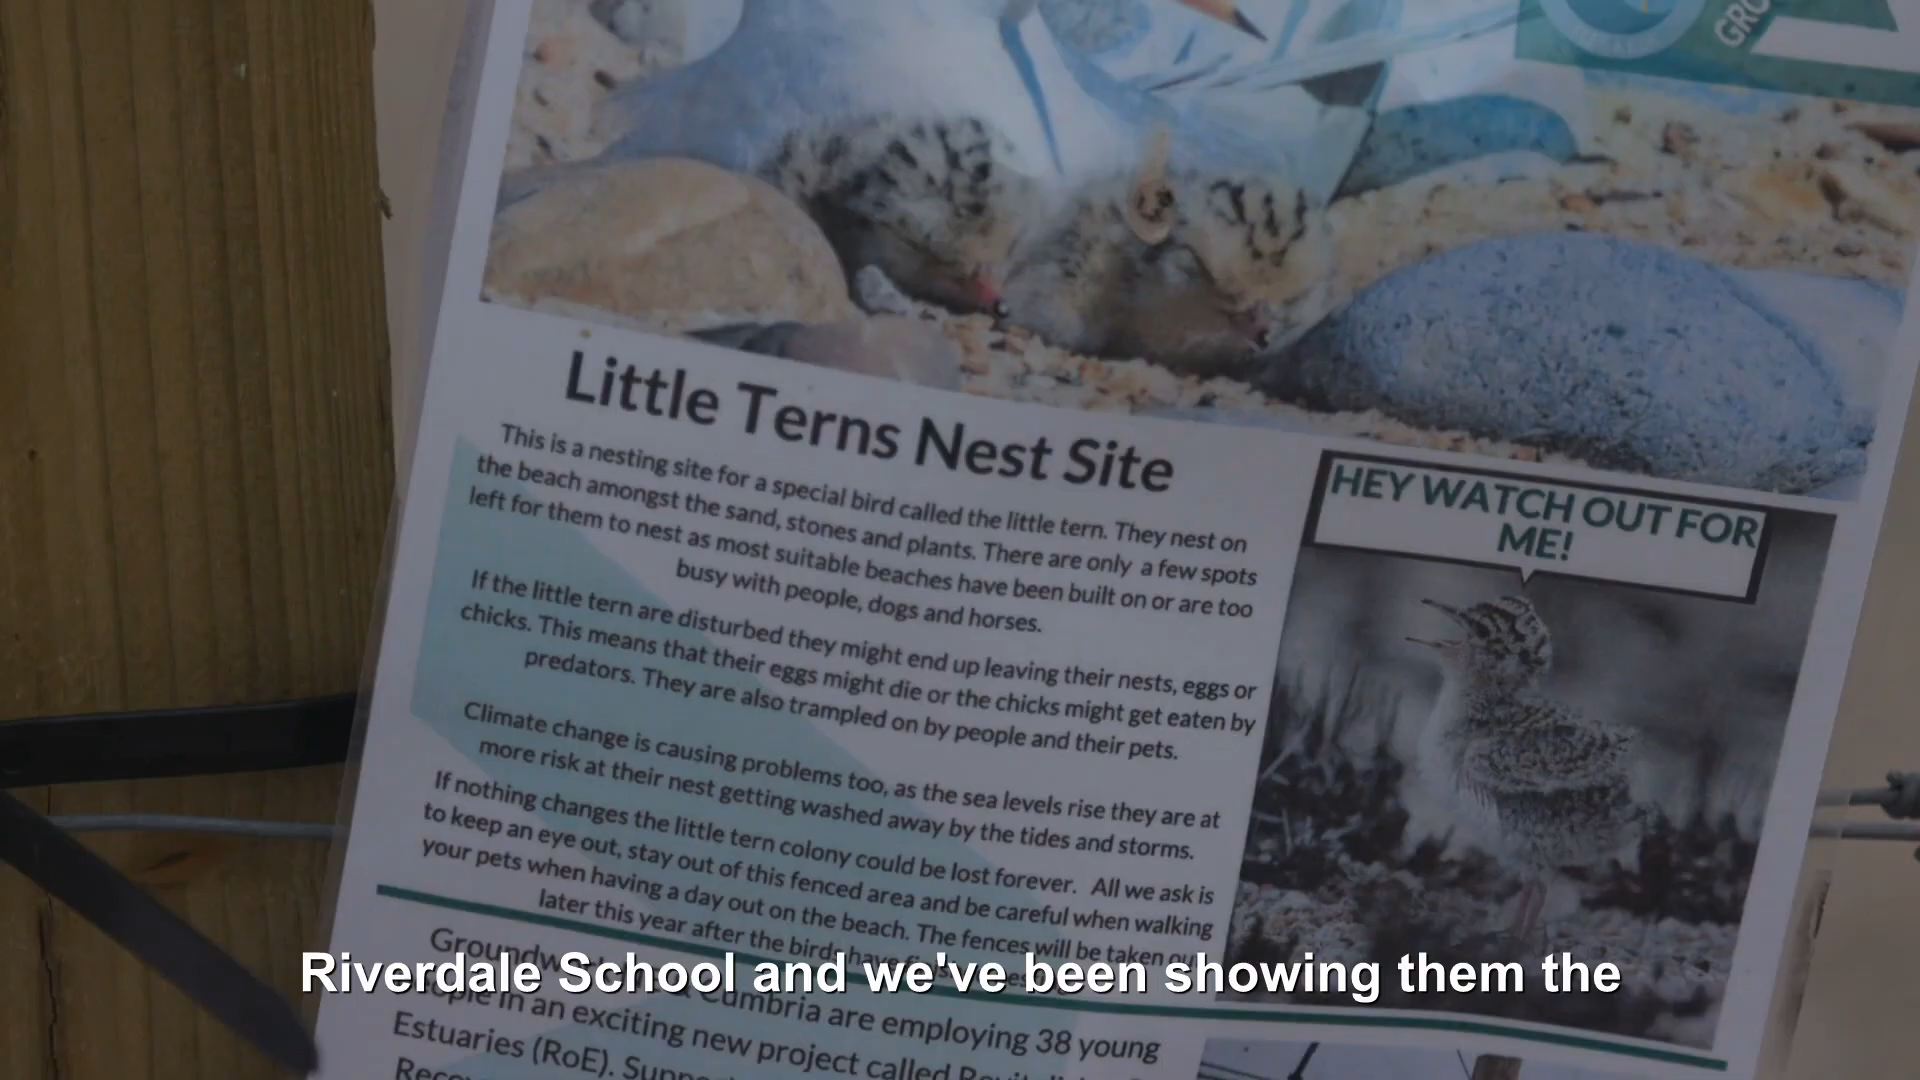 GRO
Little Terns Nest Site
This is a nesting site for a special bird called the little tern. They nest on
the beach amongst the sand, stones and plants. There are only a few spots
left for them to nest as most suitable beaches have been built on or are too
busy with people, dogs and horses.
If the little tern are disturbed they might end up leaving their nests, eggs or
chicks. This means that their eggs might die or the chicks might get eaten by
predators. They are also trampled on by people and their pets.
Climate change is causing problems too, as the sea levels rise they are at
more risk at their nest getting washed away by the tides and storms.
If nothing changes the little tern colony could be lost forever. All we ask is
to keep an eye out, stay out of this fenced area and be careful when walking
your pets when having a day out on the beach. The fences will be taken
later this year after the birds have
HEY WATCH OUT FOR
ME!
Cumbria are employing 38 young
in an exciting new project called
Estuaries (RoE).
Riverdale School and we've been showing them the